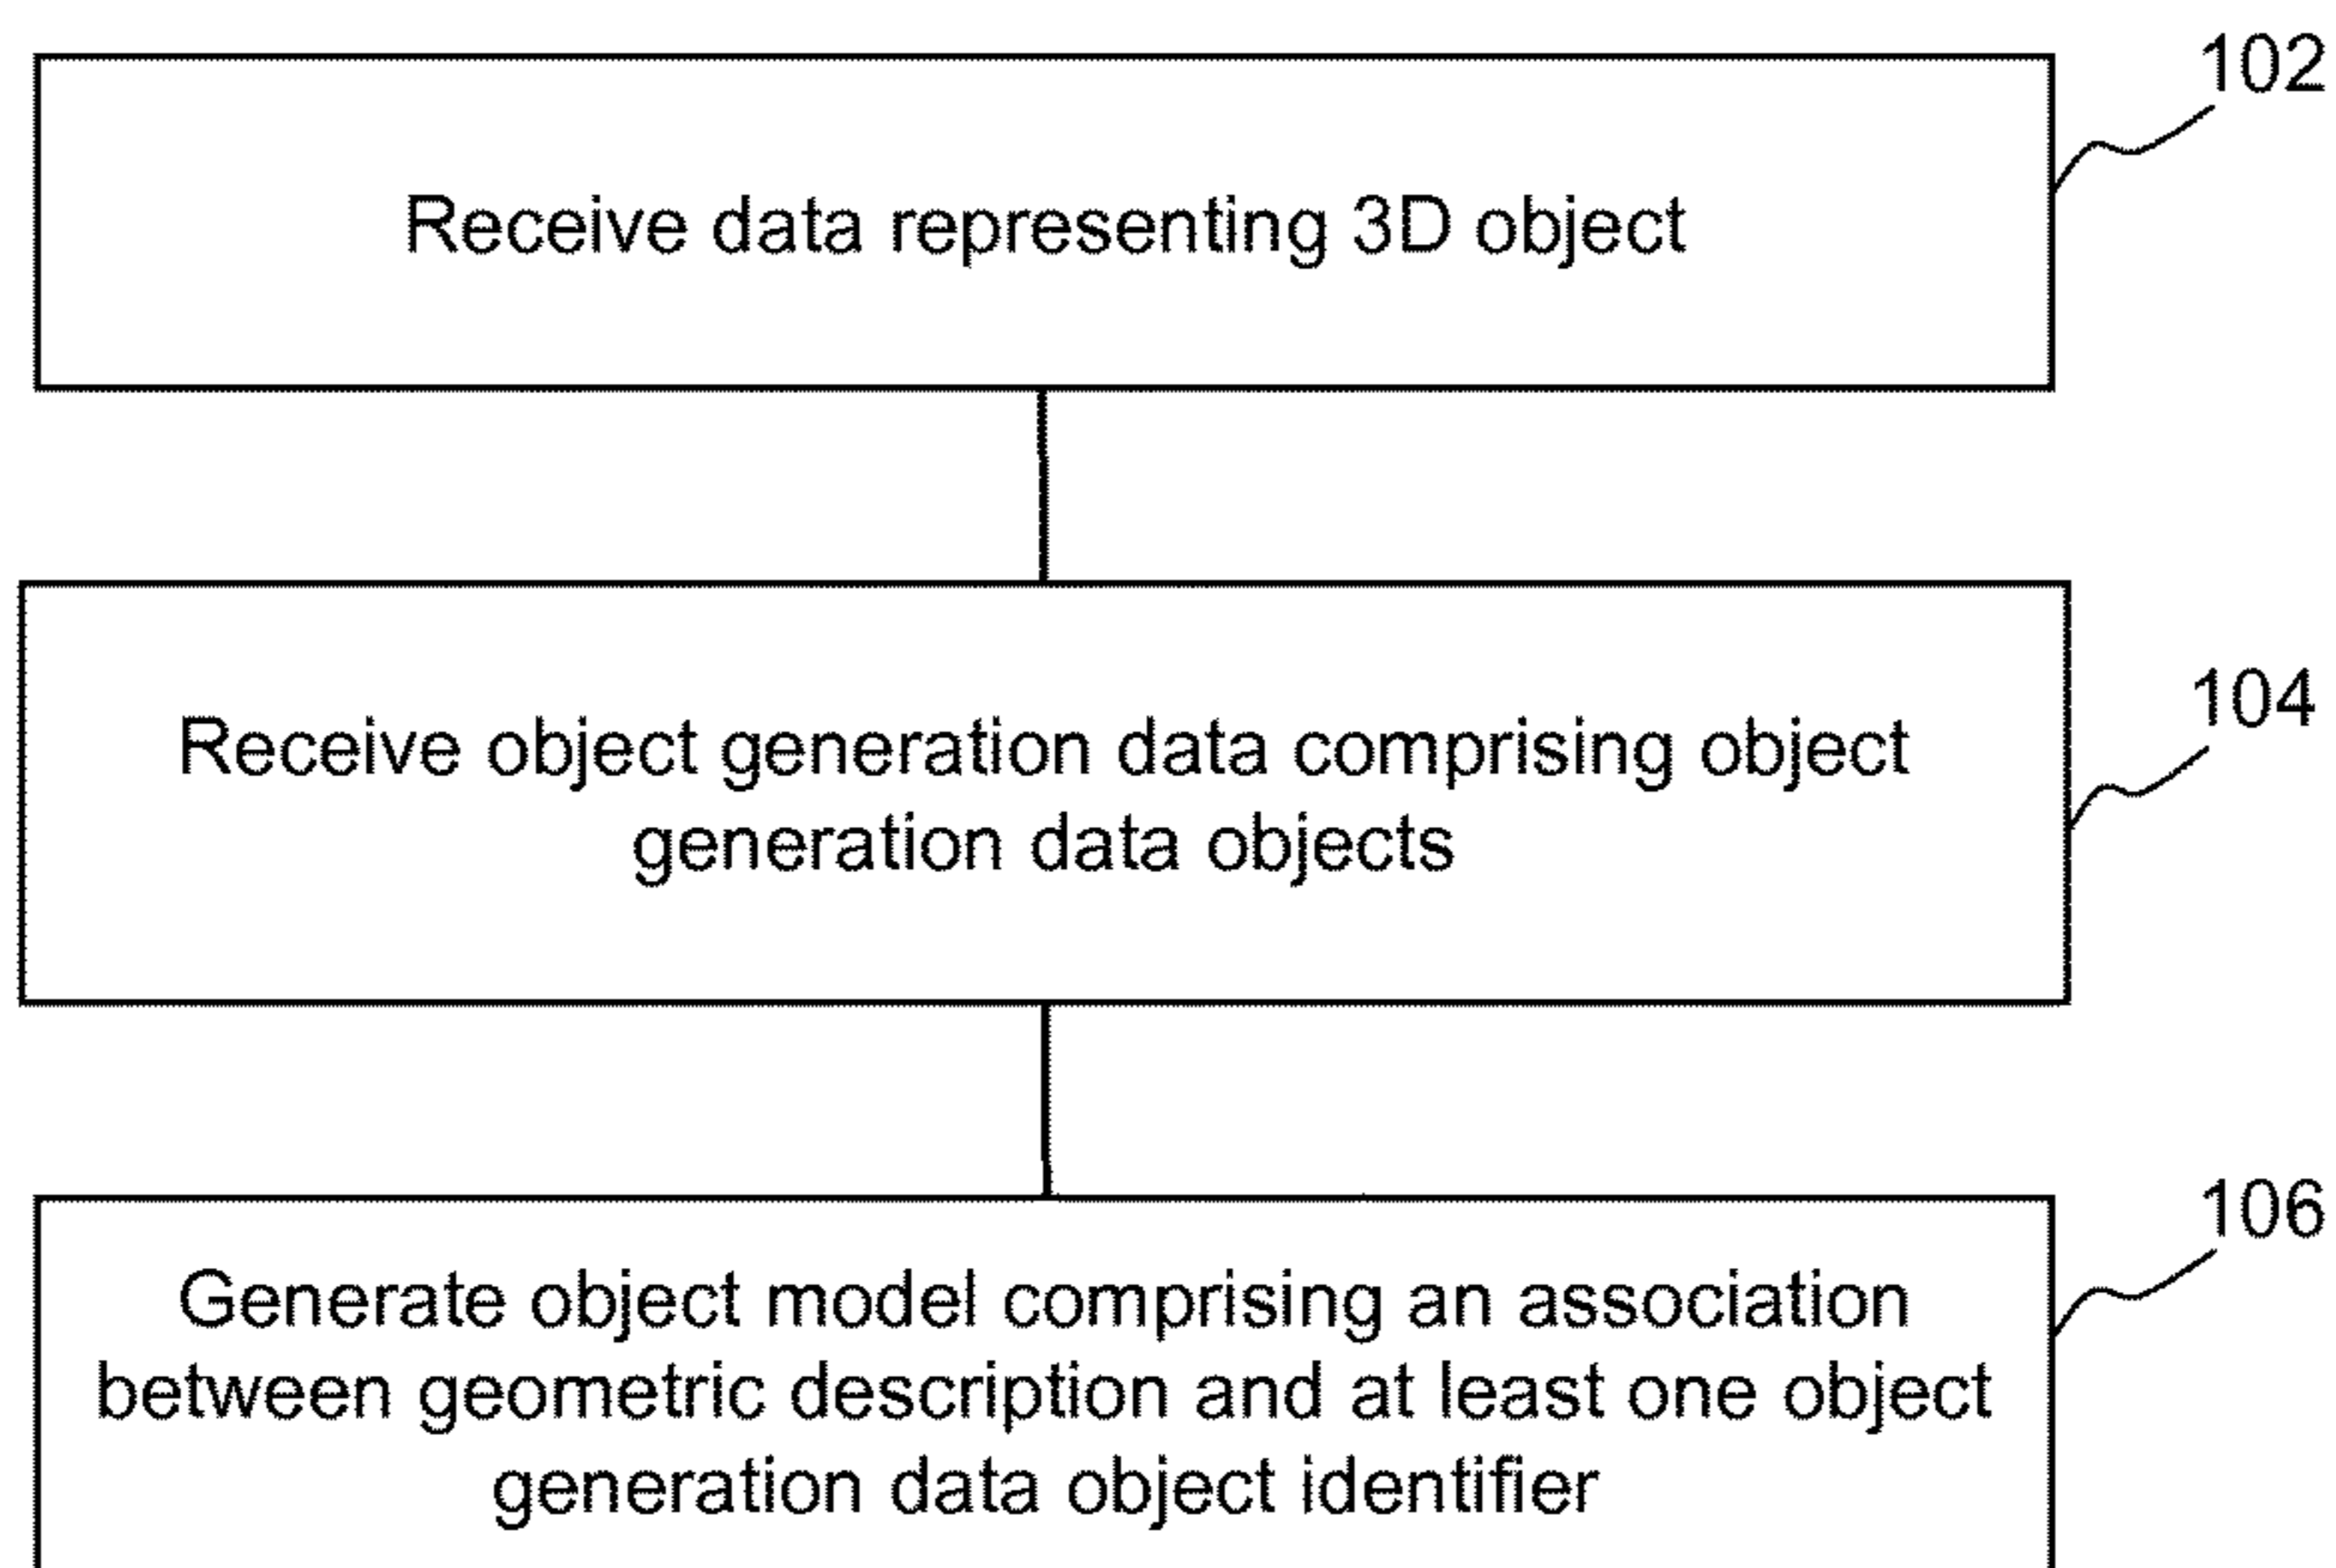 102
Receive data representing 3D object
104
Receive object generation data comprising object
generation data objects
106
Generate object model comprising an association
between geometric description and at least one object
generation data object identifier